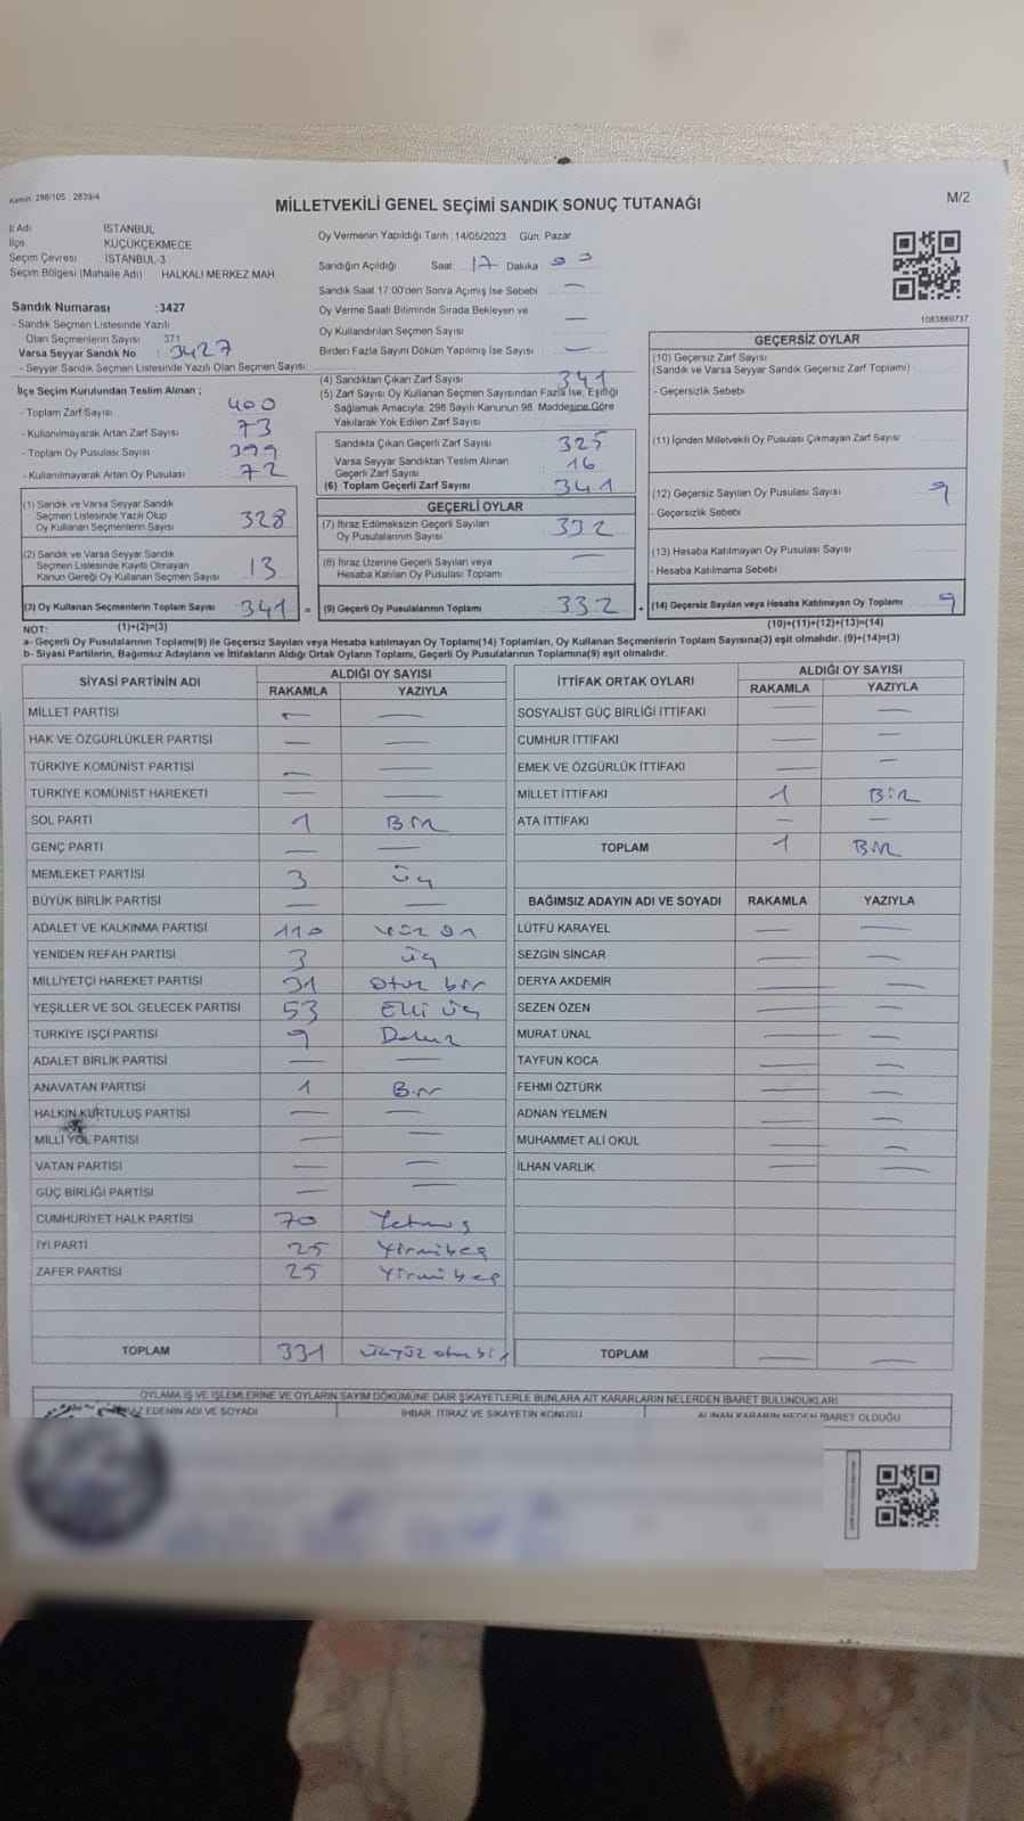 Kanun: 298/105 ; 2839/4
MİLLETVEKİLİ GENEL SEÇİMİ SANDIK SONUÇ TUTANAĞI
M/2
İl Adı İSTANBUL
İlçe KÜÇÜKÇEKMECE
Seçim Çevresi İSTANBUL-3
Seçim Bölgesi (Mahalle Adı) HALKALI MERKEZ MAH.
Sandık Numarası :3427
- Sandık Seçmen Listesinde Yazılı
Olan Seçmenlerin Sayısı 371
Varsa Seyyar Sandık No : 3427
- Seyyar Sandık Seçmen Listesinde Yazılı Olan Seçmen Sayısı
İlçe Seçim Kurulundan Teslim Alınan ;
- Toplam Zarf Sayısı 400
- Kullanılmayarak Artan Zarf Sayısı 73
- Toplam Oy Pusulası Sayısı 399
- Kullanılmayarak Artan Oy Pusulası 72
(1) Sandık ve Varsa Seyyar Sandık
Seçmen Listesinde Yazılı Olup
Oy Kullanan Seçmenlerin Sayısı 328
(2) Sandık ve Varsa Seyyar Sandık
Seçmen Listesinde Kayıtlı Olmayan
Kanun Gereği Oy Kullanan Seçmen Sayısı 13
(3) Oy Kullanan Seçmenlerin Toplam Sayısı 341 =
Oy Vermenin Yapıldığı Tarih :14/05/2023 Gün: Pazar
Sandığın Açıldığı Saat 17 Dakika
Sandık Saat 17:00'den Sonra Açılmış İse Sebebi —
Oy Verme Saati Bitiminde Sırada Bekleyen ve
Oy Kullandırılan Seçmen Sayısı —
Birden Fazla Sayım Döküm Yapılmış İse Sayısı —
(4) Sandıktan Çıkan Zarf Sayısı 341
(5) Zarf Sayısı Oy Kullanan Seçmen Sayısından Fazla İse, Eşitliği
Sağlamak Amacıyla; 298 Sayılı Kanunun 98. Maddesine Göre
Yakılarak Yok Edilen Zarf Sayısı
Sandıkta Çıkan Geçerli Zarf Sayısı 325
Varsa Seyyar Sandıktan Teslim Alınan
Geçerli Zarf Sayısı 16
(6) Toplam Geçerli Zarf Sayısı 341
GEÇERLİ OYLAR
(7) İtiraz Edilmeksizin Geçerli Sayılan
Oy Pusulalarının Sayısı 332
(8) İtiraz Üzerine Geçerli Sayılan veya
Hesaba Katılan Oy Pusulası Toplamı —
(9) Geçerli Oy Pusulalarının Toplamı 332 +
1083860737
GEÇERSİZ OYLAR
(10) Geçersiz Zarf Sayısı
(Sandık ve Varsa Seyyar Sandık Geçersiz Zarf Toplamı)
- Geçersizlik Sebebi
(11) İçinden Milletvekili Oy Pusulası Çıkmayan Zarf Sayısı
(12) Geçersiz Sayılan Oy Pusulası Sayısı 9
- Geçersizlik Sebebi
(13) Hesaba Katılmayan Oy Pusulası Sayısı
- Hesaba Katılmama Sebebi
(14) Geçersiz Sayılan veya Hesaba Katılmayan Oy Toplamı 9
NOT: (1)+(2)=(3) (10)+(11)+(12)+(13)=(14)
a- Geçerli Oy Pusulalarının Toplamı(9) ile Geçersiz Sayılan veya Hesaba katılmayan Oy Toplamı(14) Toplamları, Oy Kullanan Seçmenlerin Toplam Sayısına(3) eşit olmalıdır. (9)+(14)=(3)
b- Siyasi Partilerin, Bağımsız Adayların ve İttifakların Aldığı Ortak Oyların Toplamı, Geçerli Oy Pusulalarının Toplamına(9) eşit olmalıdır.
SİYASİ PARTİNİN ADI ALDIĞI OY SAYISI
RAKAMLA YAZIYLA
MİLLET PARTİSİ — —
HAK VE ÖZGÜRLÜKLER PARTİSİ — —
TÜRKİYE KOMÜNİST PARTİSİ — —
TÜRKİYE KOMÜNİST HAREKETİ — —
SOL PARTİ 1 Bir
GENÇ PARTİ — —
MEMLEKET PARTİSİ 3 üç
BÜYÜK BİRLİK PARTİSİ — —
ADALET VE KALKINMA PARTİSİ 110 Yüz on
YENİDEN REFAH PARTİSİ 3 üç
MİLLİYETÇİ HAREKET PARTİSİ 31 otuz bir
YEŞİLLER VE SOL GELECEK PARTİSİ 53 Elli üç
TÜRKİYE İŞÇİ PARTİSİ 9 Dokuz
ADALET BİRLİK PARTİSİ — —
ANAVATAN PARTİSİ 1 Bir
HALKIN KURTULUŞ PARTİSİ — —
MİLLİ YOL PARTİSİ — —
VATAN PARTİSİ — —
GÜÇ BİRLİĞİ PARTİSİ — —
CUMHURİYET HALK PARTİSİ 70 Yetmiş
İYİ PARTİ 25 Yirmibeş
ZAFER PARTİSİ 25 Yirmi beş
TOPLAM 331 üçyüz otuz bir
İTTİFAK ORTAK OYLARI ALDIĞI OY SAYISI
RAKAMLA YAZIYLA
SOSYALİST GÜÇ BİRLİĞİ İTTİFAKI — —
CUMHUR İTTİFAKI — —
EMEK VE ÖZGÜRLÜK İTTİFAKI — —
MİLLET İTTİFAKI 1 Bir
ATA İTTİFAKI — —
TOPLAM 1 Bir
BAĞIMSIZ ADAYIN ADI VE SOYADI RAKAMLA YAZIYLA
LÜTFÜ KARAYEL — —
SEZGİN SİNCAR — —
DERYA AKDEMİR — —
SEZEN ÖZEN — —
MURAT ÜNAL — —
TAYFUN KOCA — —
FEHMİ ÖZTÜRK — —
ADNAN YELMEN — —
MUHAMMET ALİ OKUL — —
İLHAN VARLIK — —
TOPLAM — —
OYLAMA İŞ VE İŞLEMLERİNE VE OYLARIN SAYIM DÖKÜMÜNE DAİR ŞİKAYETLERLE BUNLARA AİT KARARLARIN NELERDEN İBARET BULUNDUKLARI
EDENİN ADI VE SOYADI İHBAR, İTİRAZ VE ŞİKAYETİN KONUSU ALINAN KARARIN NEDEN İBARET OLDUĞU